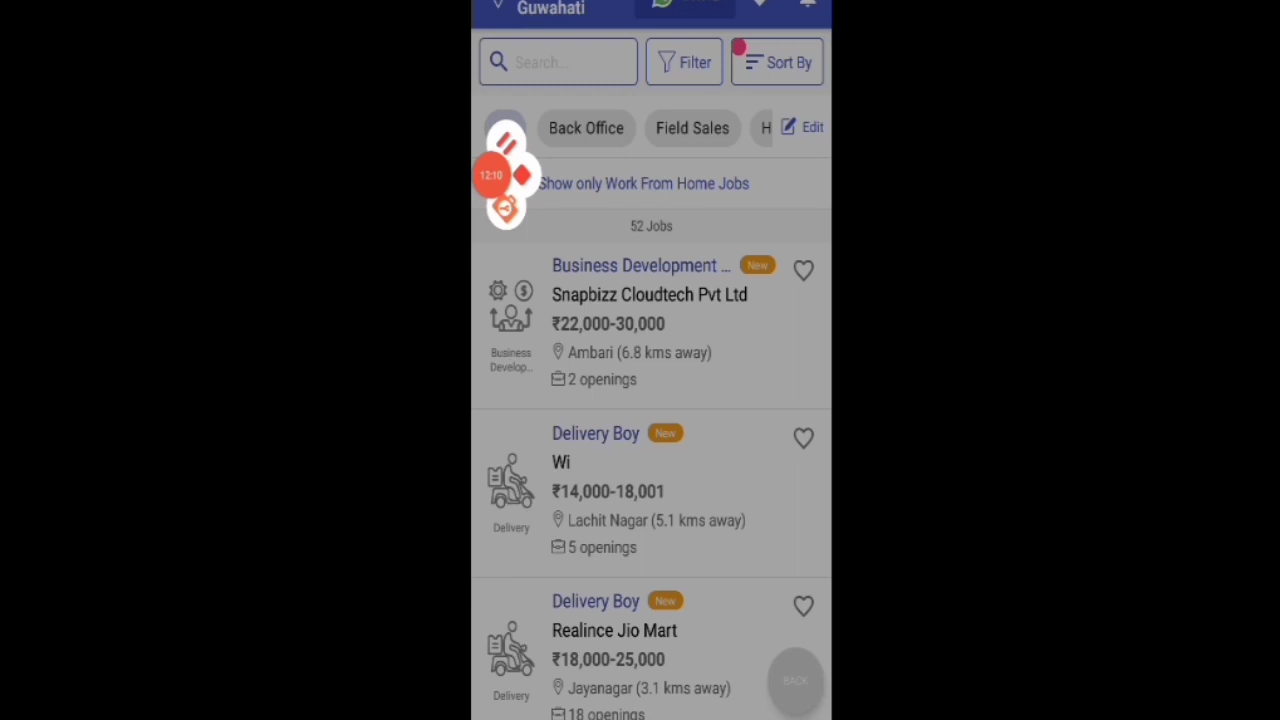 Guwahati
Search...
Filter
Sort By
Back Office
Field Sales
H
Edit
12:10
Show only Work From Home Jobs
52 Jobs
Business Development ...
New
Snapbizz Cloudtech Pvt Ltd
₹22,000-30,000
Business
Develop...
Ambari (6.8 kms away)
2 openings
Delivery Boy
New
Wi
₹14,000-18,001
Lachit Nagar (5.1 kms away)
Delivery
5 openings
Delivery Boy
New
Realince Jio Mart
₹18,000-25,000
BACK
Jayanagar (3.1 kms away)
Delivery
18 openings